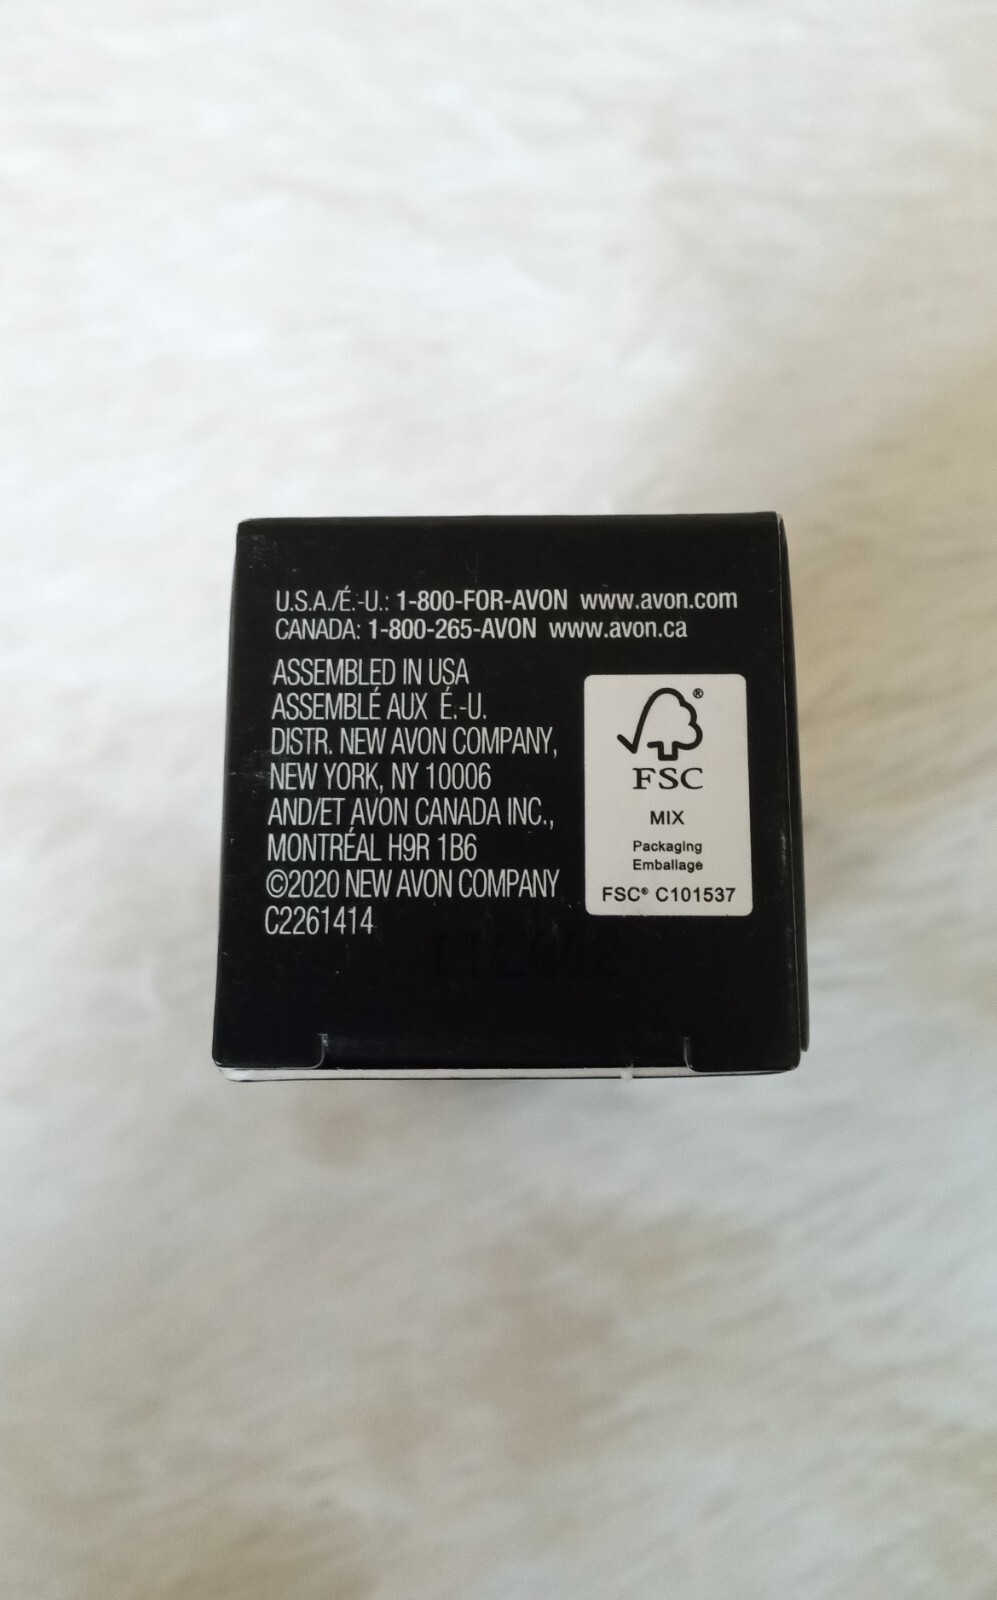 U.S.A./É.-U.: 1-800-FOR-AVON www.avon.com
CANADA: 1-800-265-AVON www.avon.ca
ASSEMBLED IN USA
ASSEMBLÉ AUX É.-U.
DISTR. NEW AVON COMPANY,
NEW YORK, NY 10006
AND/ET AVON CANADA INC.,
MONTRÉAL H9R 1B6
©2020 NEW AVON COMPANY
C2261414
®
FSC
MIX
Packaging
Emballage
FSC® C101537